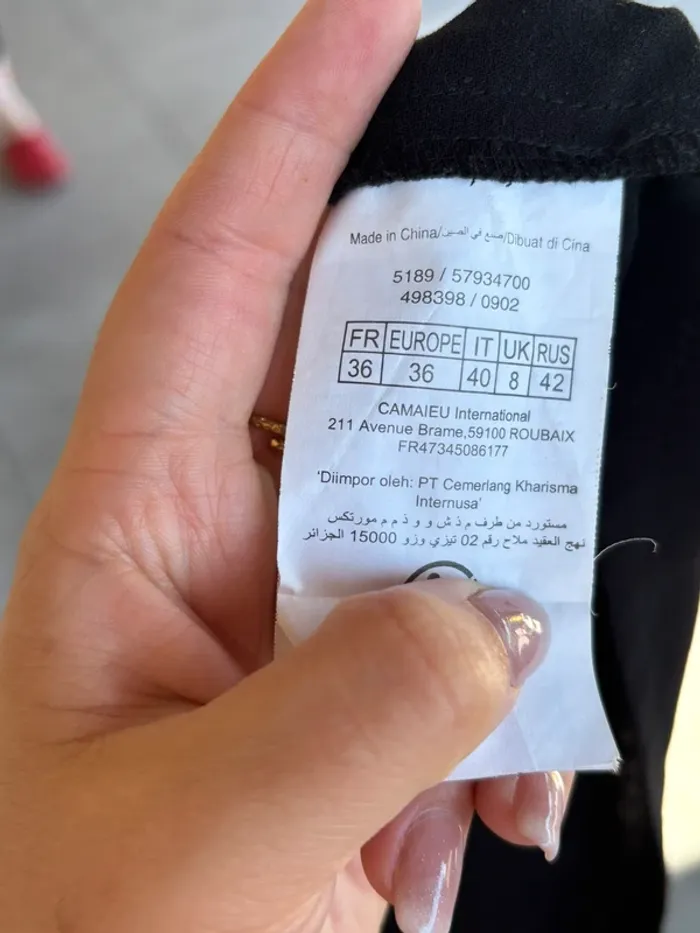 Made in China/صنع في الصين/Dibuat di Cina
5189 / 57934700
498398 / 0902
FR EUROPE IT UK RUS
36 36 40 8 42
CAMAIEU International
211 Avenue Brame,59100 ROUBAIX
FR47345086177
'Diimpor oleh: PT Cemerlang Kharisma
Internusa'
مستورد من طرف م ذ ش و و ذ م م مورتكس
نهج العقيد ملاح رقم 02 تيزي وزو 15000 الجزائر